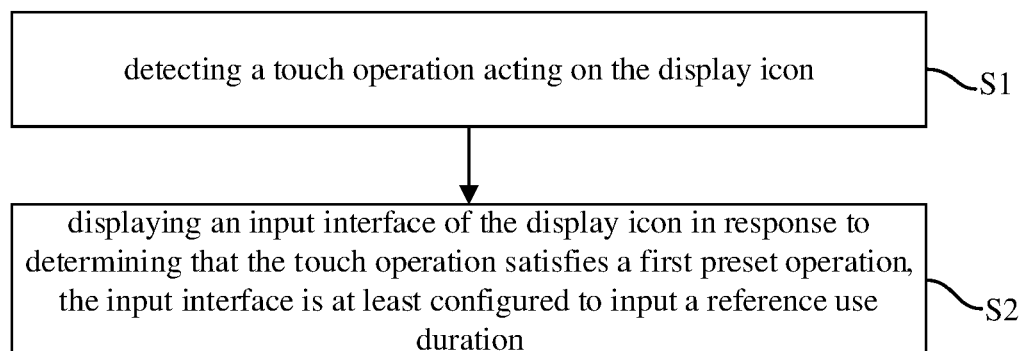 detecting a touch operation acting on the display icon
S1
displaying an input interface of the display icon in response to
determining that the touch operation satisfies a first preset operation,
the input interface is at least configured to input a reference use
duration
S2